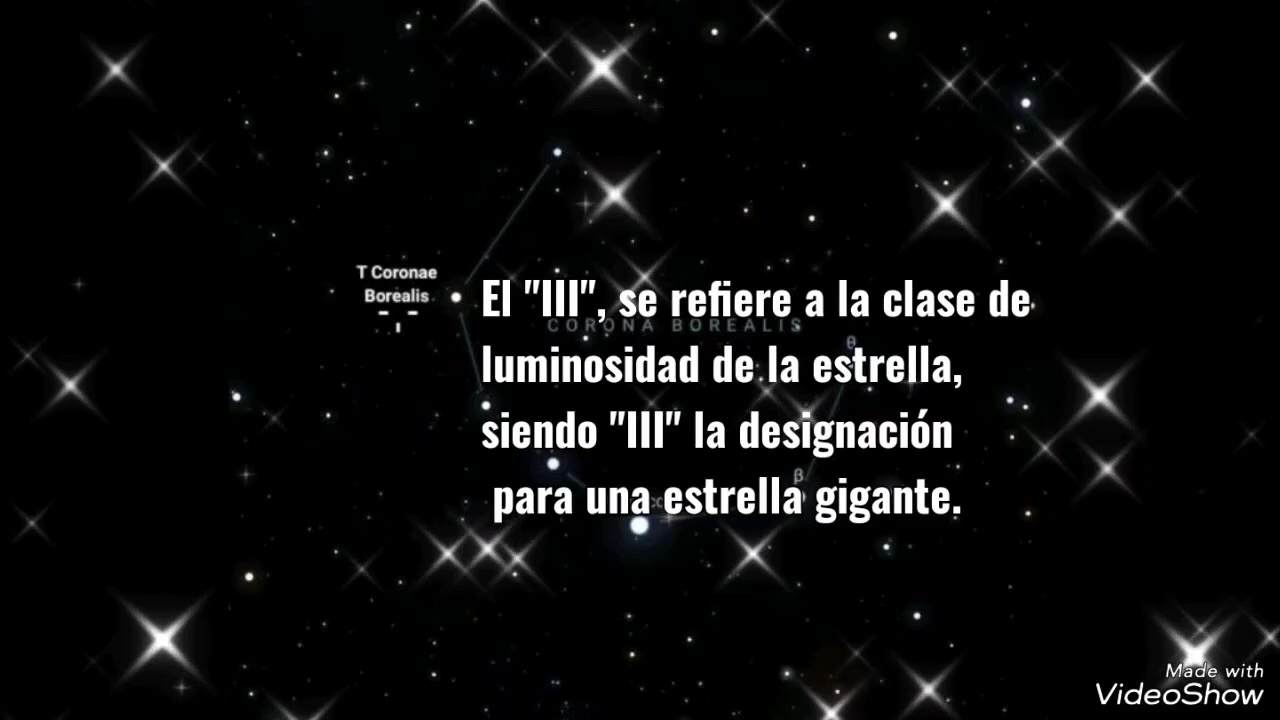 T Coronae
Borealis
El "III", se refiere a la clase de
CORONA BOREALIS
θ
luminosidad de la estrella,
siendo "III" la designación
β
para una estrella gigante.
Made with
VideoShow